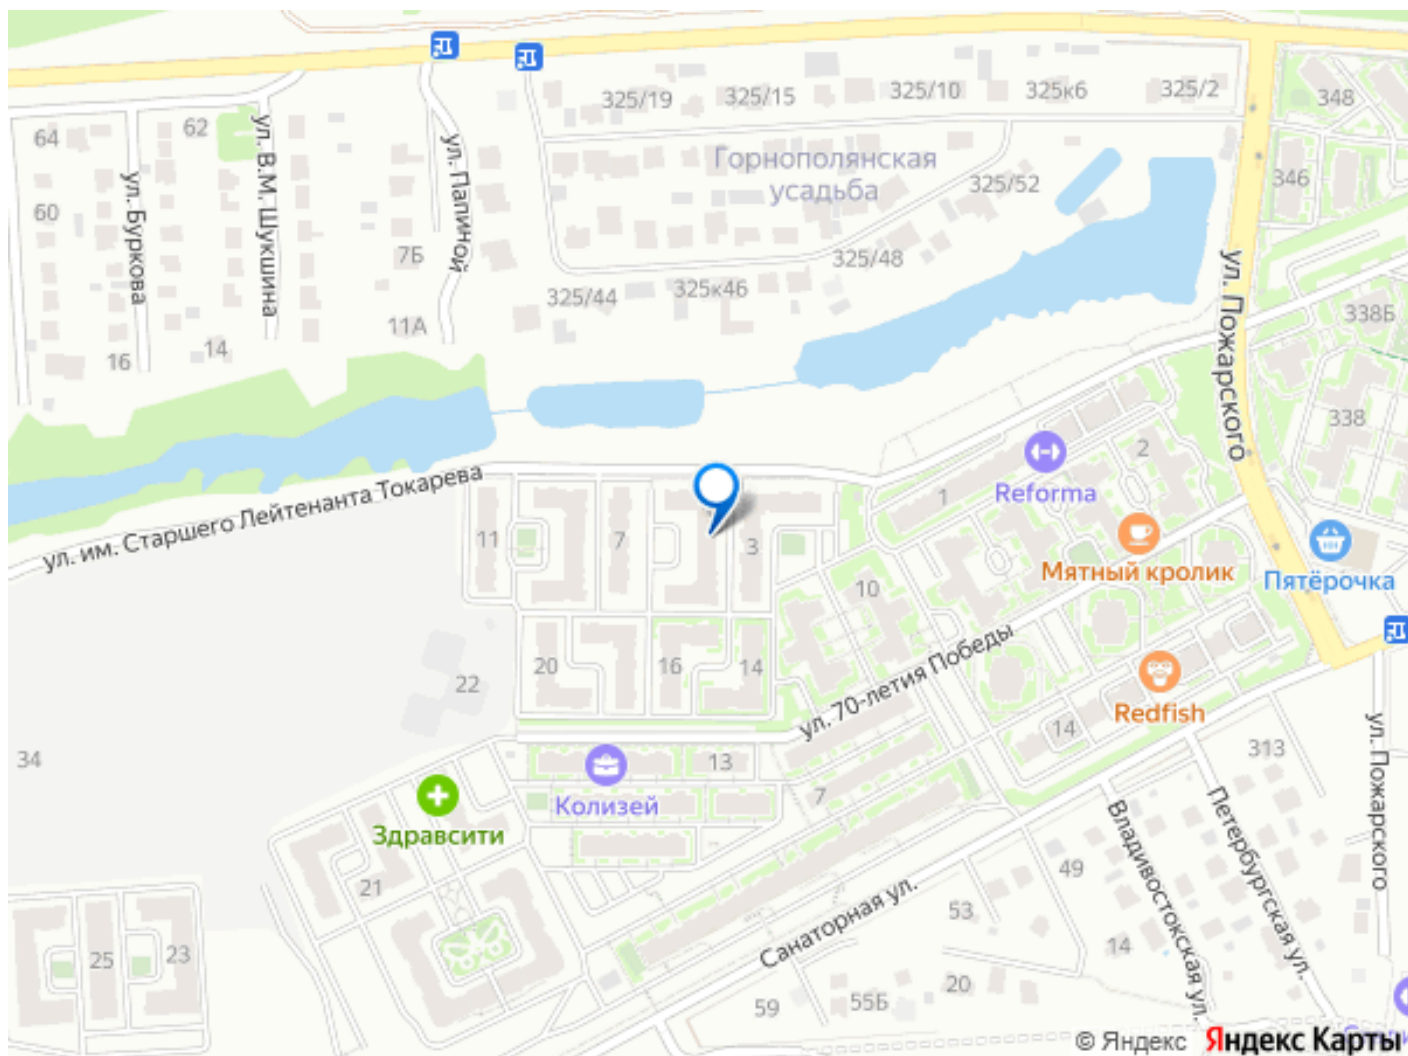 325/19
325/15
325/10
325к6
325/2
348
64
62
ул. В.М. Шукшина
ул. Папиной
Горнополянская
усадьба
325/52
346
ул. Буркова
60
7Б
325/48
ул. Пожарского
325/44
325к46
338Б
11А
14
16
338
2
Reforma
1
ул. им. Старшего Лейтенанта Токарева
11
7
3
Мятный кролик
Пятёрочка
10
20
16
14
22
ул. 70-летия Победы
Redfish
14
313
ул. Пожарского
34
13
7
Колизей
Здравсити
Владивостокская ул.
Петербургская ул.
49
21
Санаторная ул.
53
14
25
23
20
59
55Б
© Яндекс Яндекс Карты